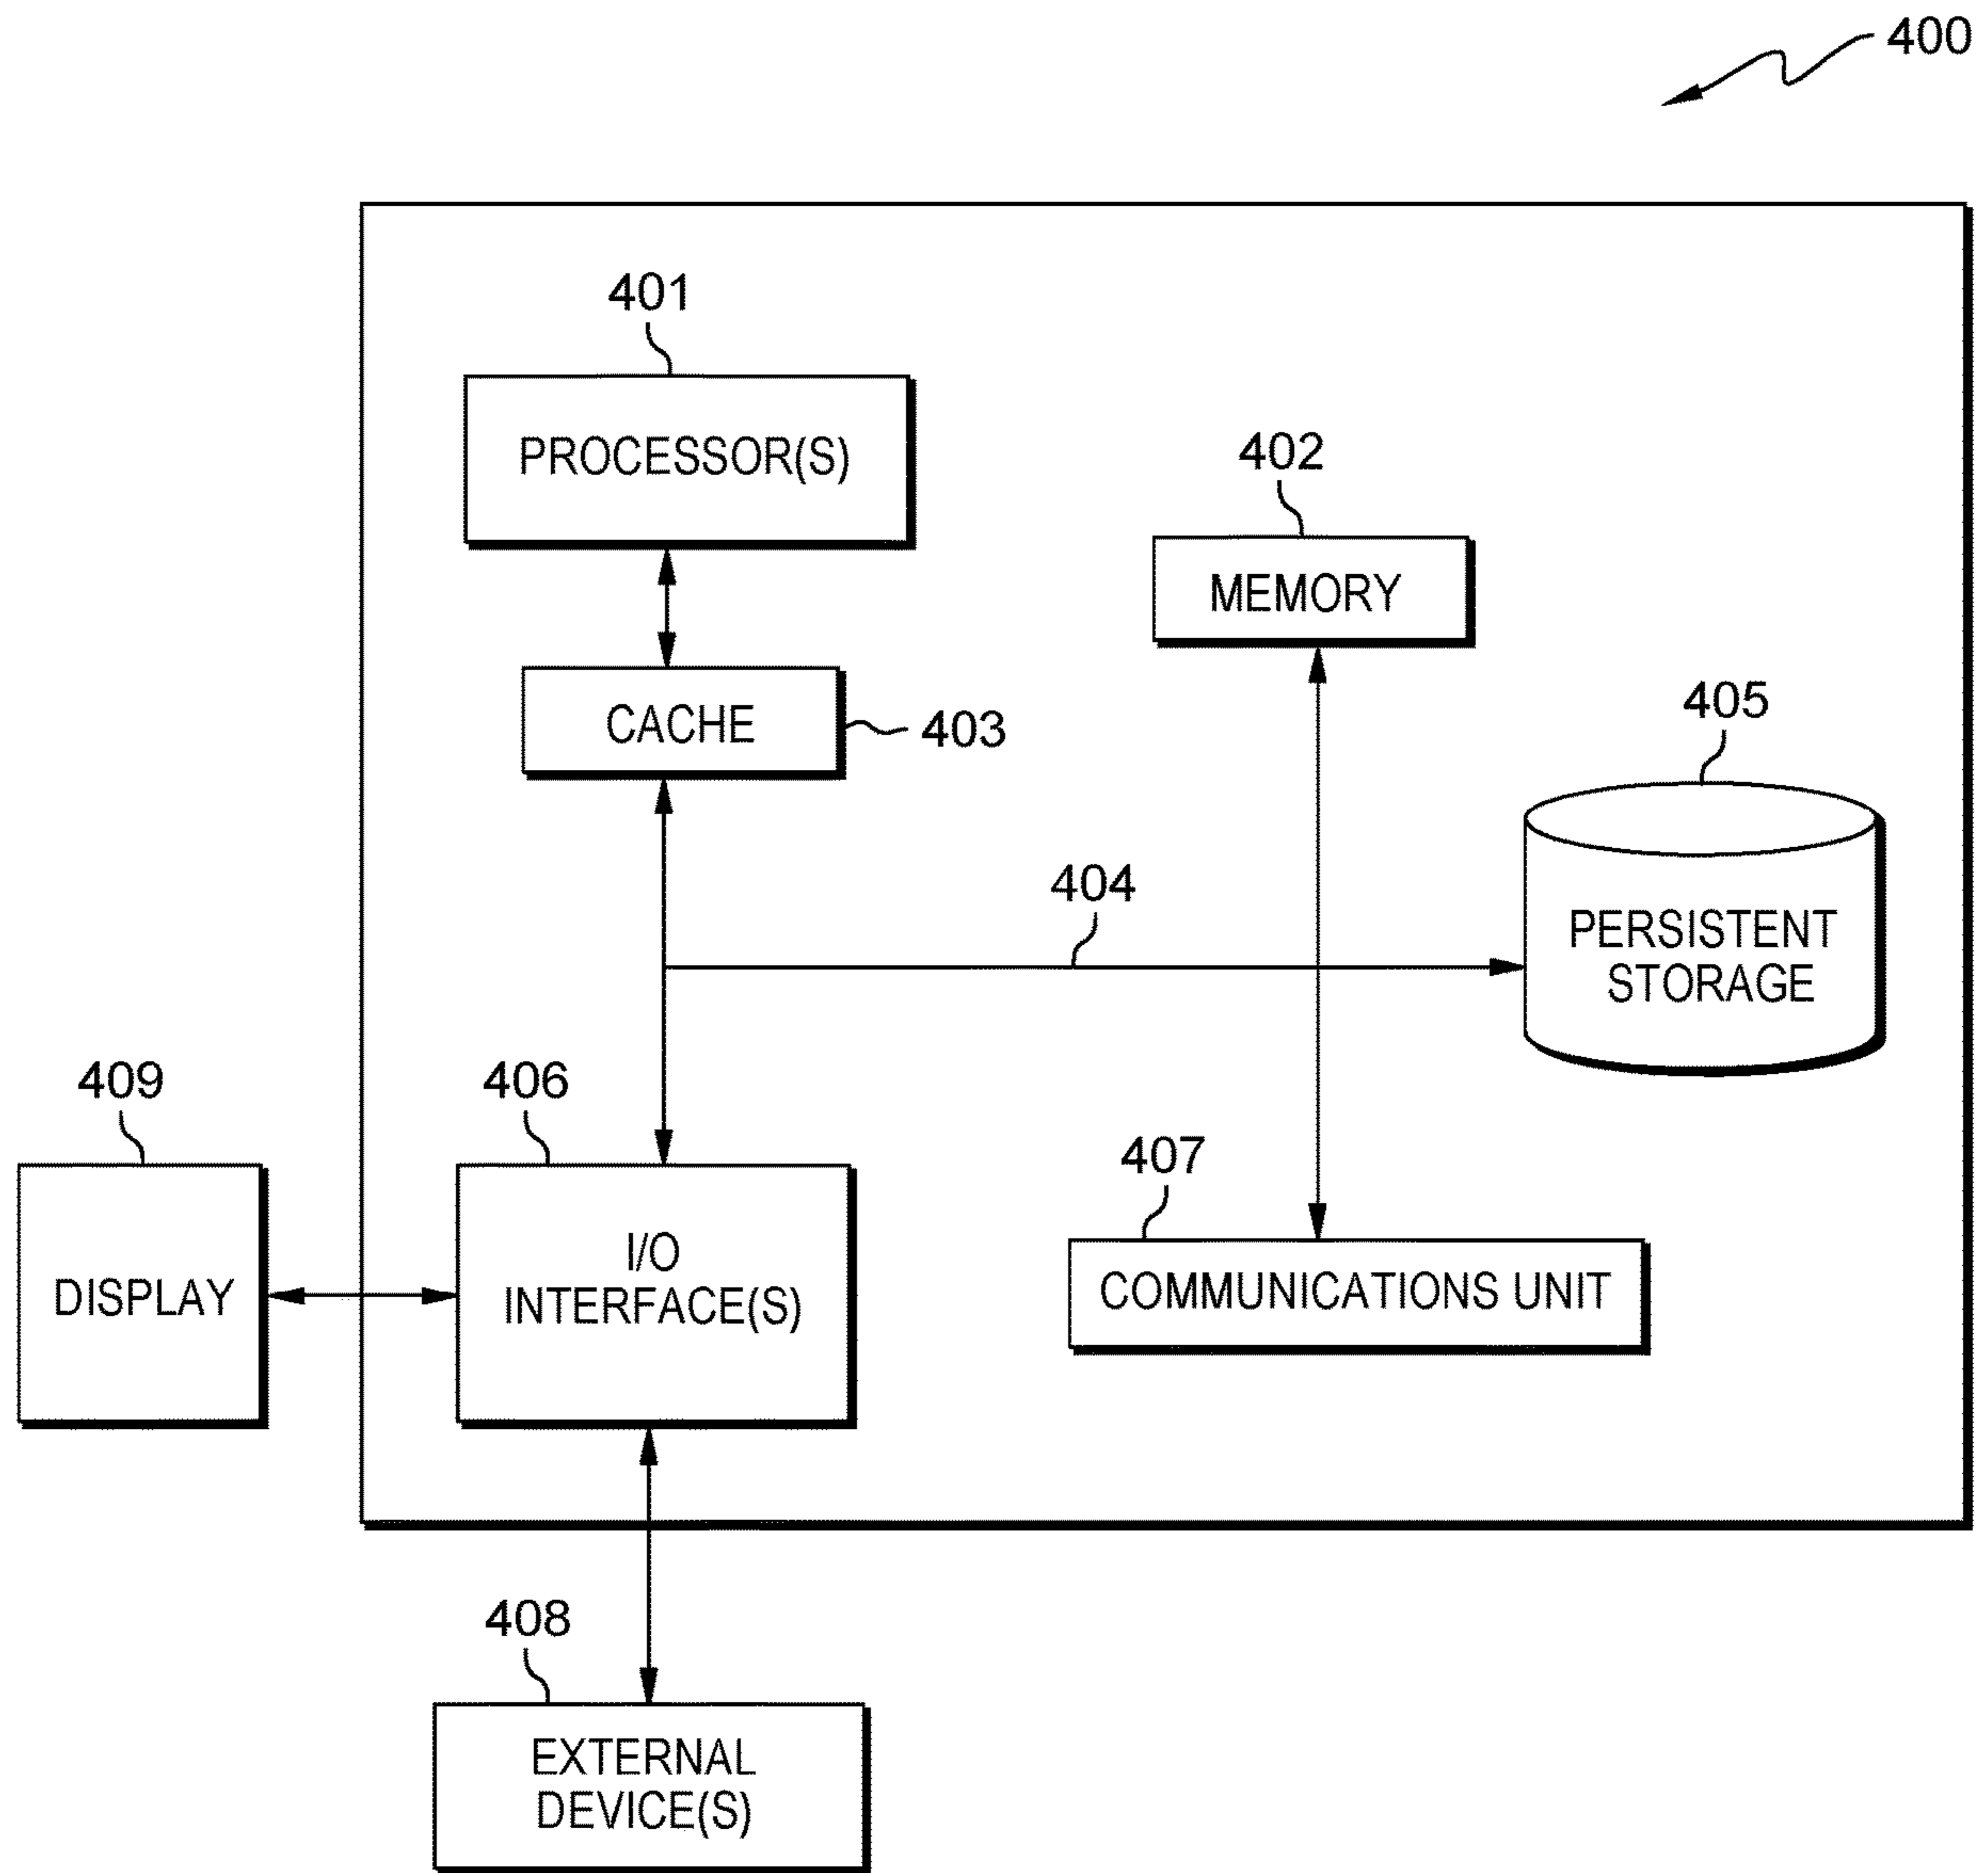 400
401
PROCESSOR(S)
402
MEMORY
CACHE
403
405
PERSISTENT
STORAGE
404
409
DISPLAY
406
I/O
INTERFACE(S)
407
COMMUNICATIONS UNIT
408
EXTERNAL
DEVICE(S)